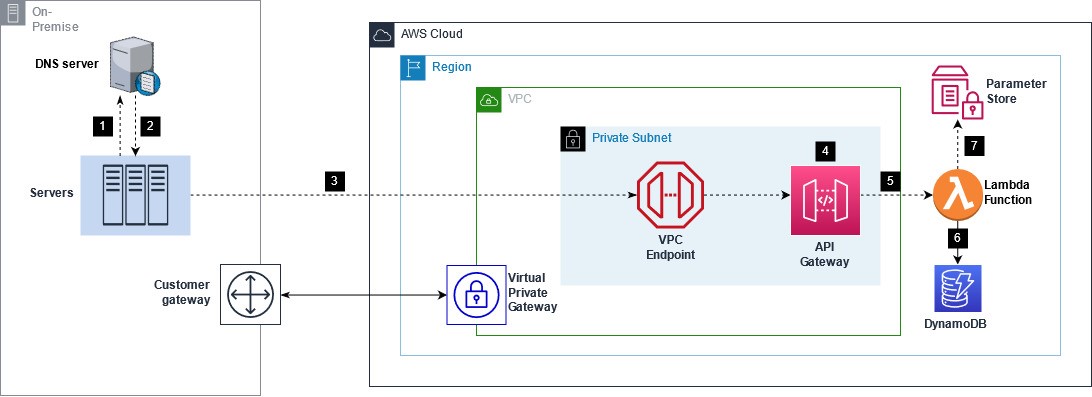 On-
Premise
AWS Cloud
DNS server
Region
VPC
Parameter
Store
1
2
Private Subnet
7
4
3
5
Servers
Lambda
Function
</>
VPC
Endpoint
API
Gateway
6
Customer
gateway
Virtual
Private
Gateway
DynamoDB